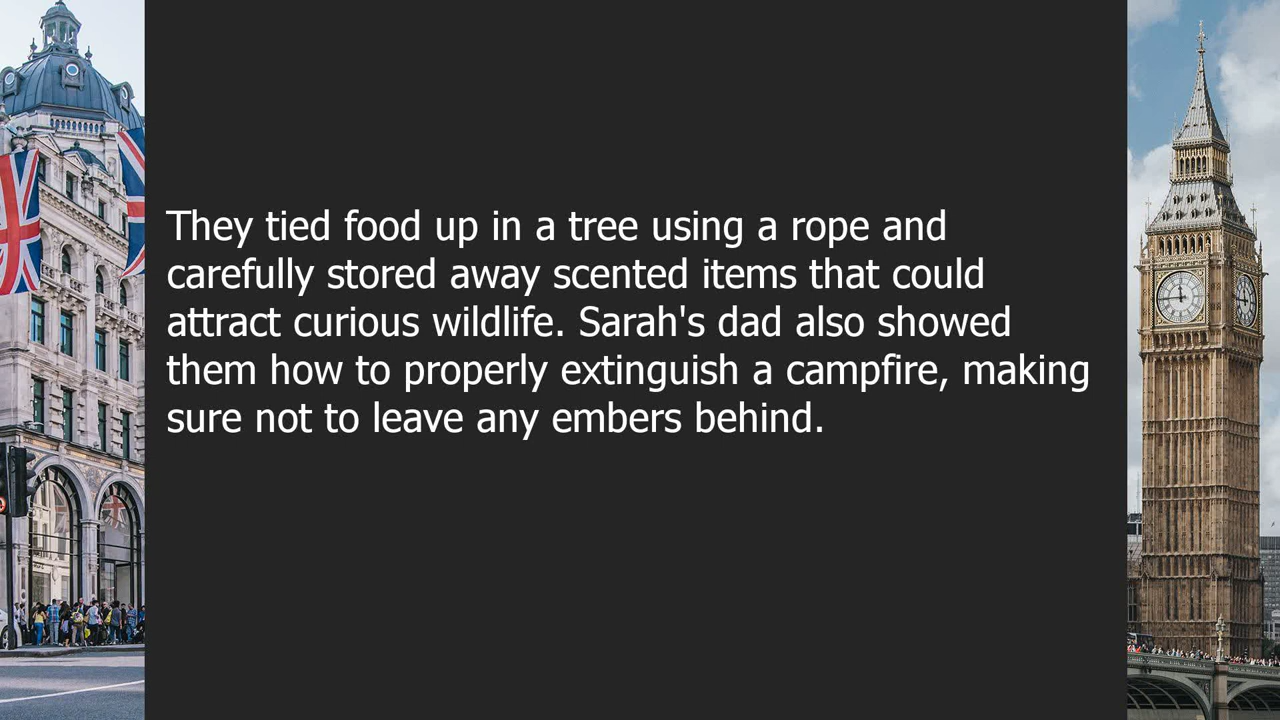 They tied food up in a tree using a rope and
carefully stored away scented items that could
attract curious wildlife. Sarah's dad also showed
them how to properly extinguish a campfire, making
sure not to leave any embers behind.